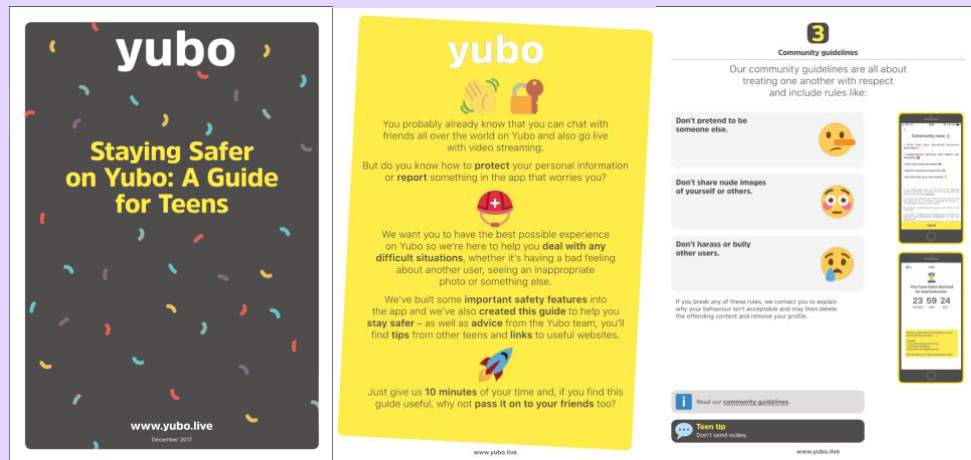 yubo
Staying Safer
on Yubo: A Guide
for Teens
www.yubo.live
December 2017
yubo
You probably already know that you can chat with
friends all over the world on Yubo and also go live
with video streaming.
But do you know how to protect your personal information
or report something in the app that worries you?
We want you to have the best possible experience
on Yubo so we're here to help you deal with any
difficult situations, whether it's having a bad feeling
about another user, seeing an inappropriate
photo or something else.
We've built some important safety features into
the app and we've also created this guide to help you
stay safer – as well as advice from the Yubo team, you'll
find tips from other teens and links to useful websites.
Just give us 10 minutes of your time and, if you find this
guide useful, why not pass it on to your friends too?
www.yubo.live
3
Community guidelines
Our community guidelines are all about
treating one another with respect
and include rules like:
Don't pretend to be
someone else.
Don't share nude images
of yourself or others.
Don't harass or bully
other users.
If you break any of these rules, we contact you to explain
why your behaviour isn't acceptable and may then delete
the offending content and remove your profile.
Community rules
I agree
You have been banned
for bad behavior
23 59 24
i
Read our community guidelines.
Teen tip
Don't send nudes.
www.yubo.live